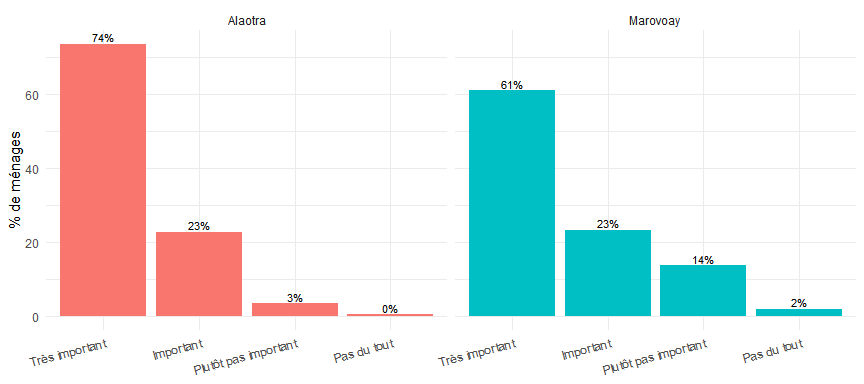 Alaotra
Marovoay
% de ménages
60
40
20
0
74%
23%
3%
0%
61%
23%
14%
2%
Très important
Important
Plutôt pas important
Pas du tout
Très important
Important
Plutôt pas important
Pas du tout